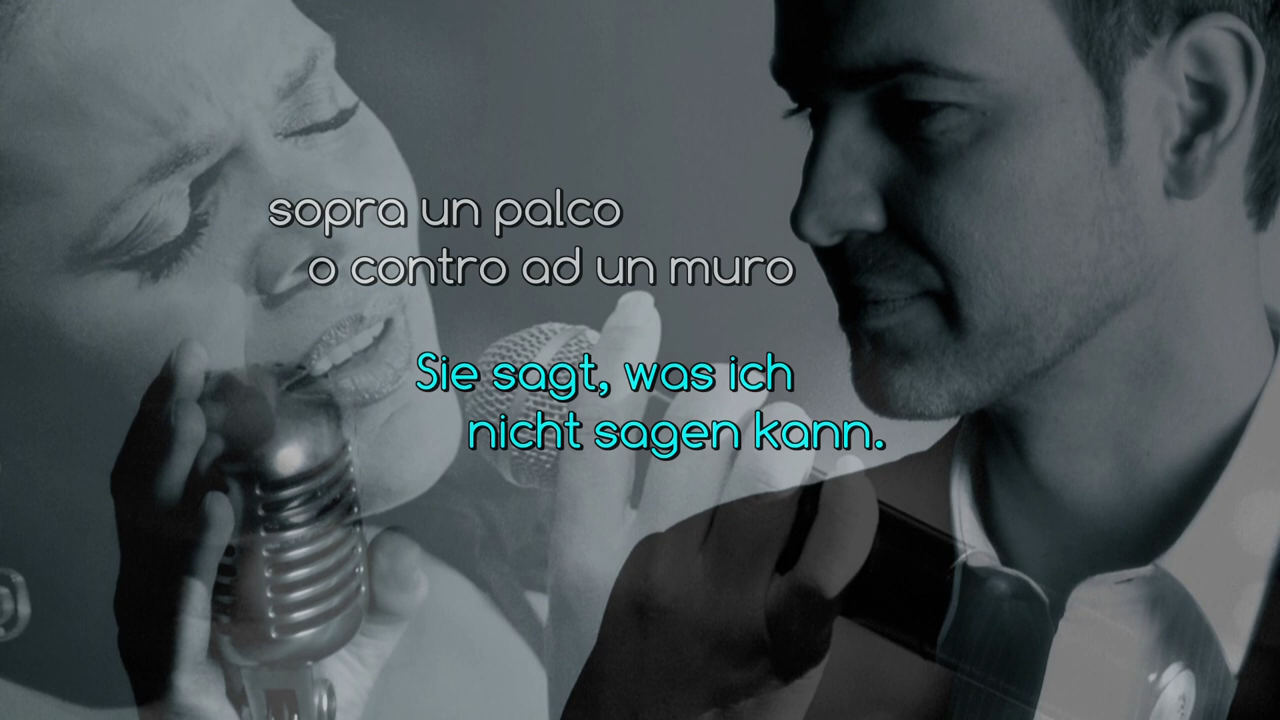 sopra un palco
o contro ad un muro
Sie sagt, was ich
nicht sagen kann.